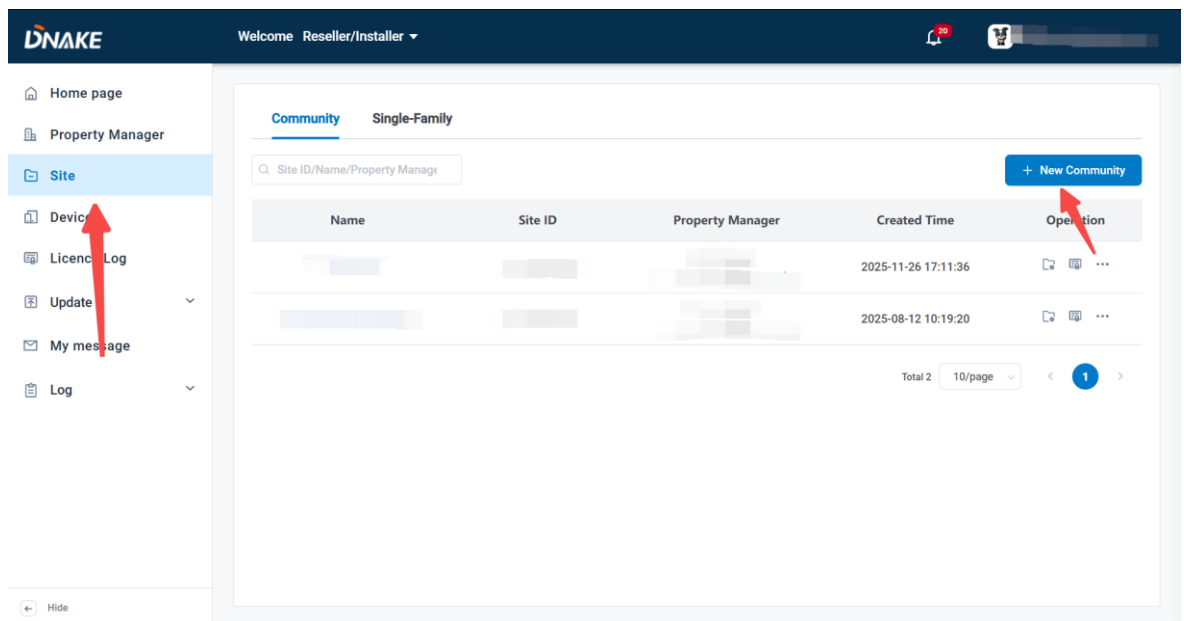 DNAKE
Welcome Reseller/Installer
20
Home page
Property Manager
Site
Device
Licence Log
Update
My message
Log
Hide
Community Single-Family
Site ID/Name/Property Manage
+ New Community
Name Site ID Property Manager Created Time Operation
2025-11-26 17:11:36
2025-08-12 10:19:20
Total 2 10/page 1